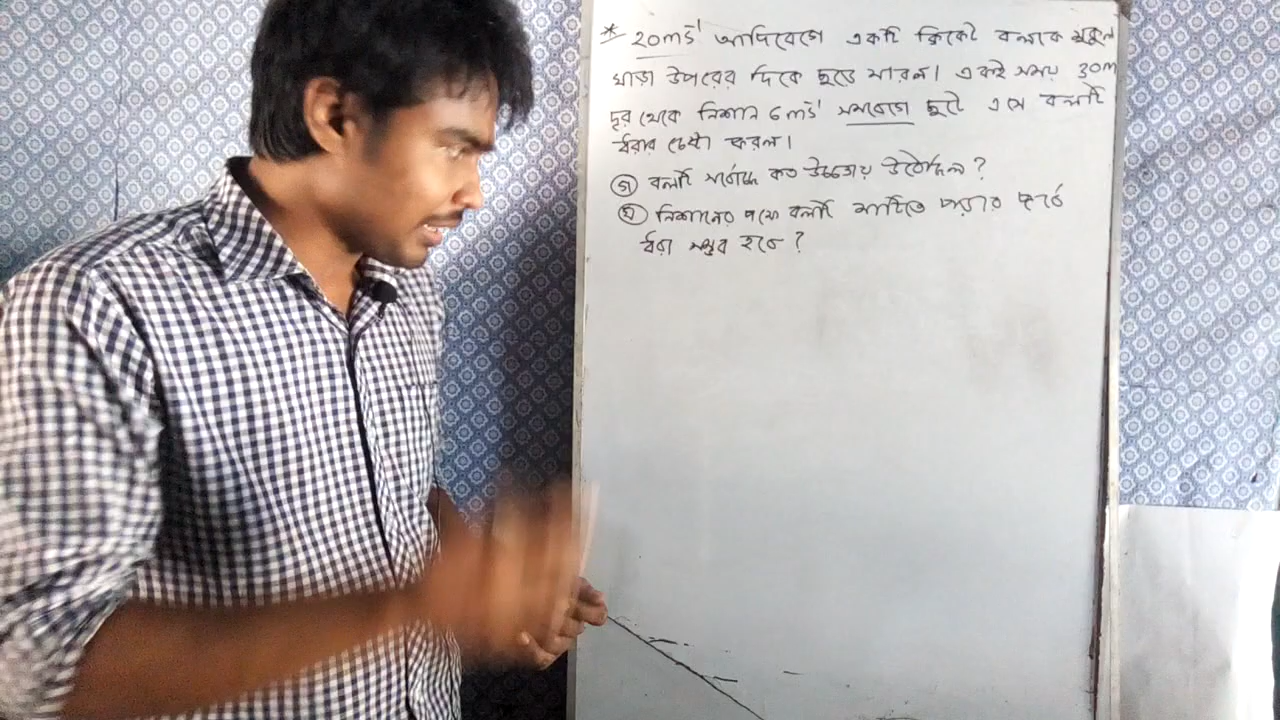 * ২০ms⁻¹ আদিবেগে একটি ক্রিকেট বলকে মুকুল
খাড়া উপরের দিকে ছুড়ে মারল। একই সময় 30m
দূর থেকে নিশান 6ms⁻¹ সমবেগে ছুটে এসে বলটি
ধরার চেষ্টা করল।
গ বলটি সর্বোচ্চ কত উচ্চতায় উঠেছিল?
ঘ নিশানের পক্ষে বলটি মাটিতে পড়ার পূর্বে
ধরা সম্ভব হবে?